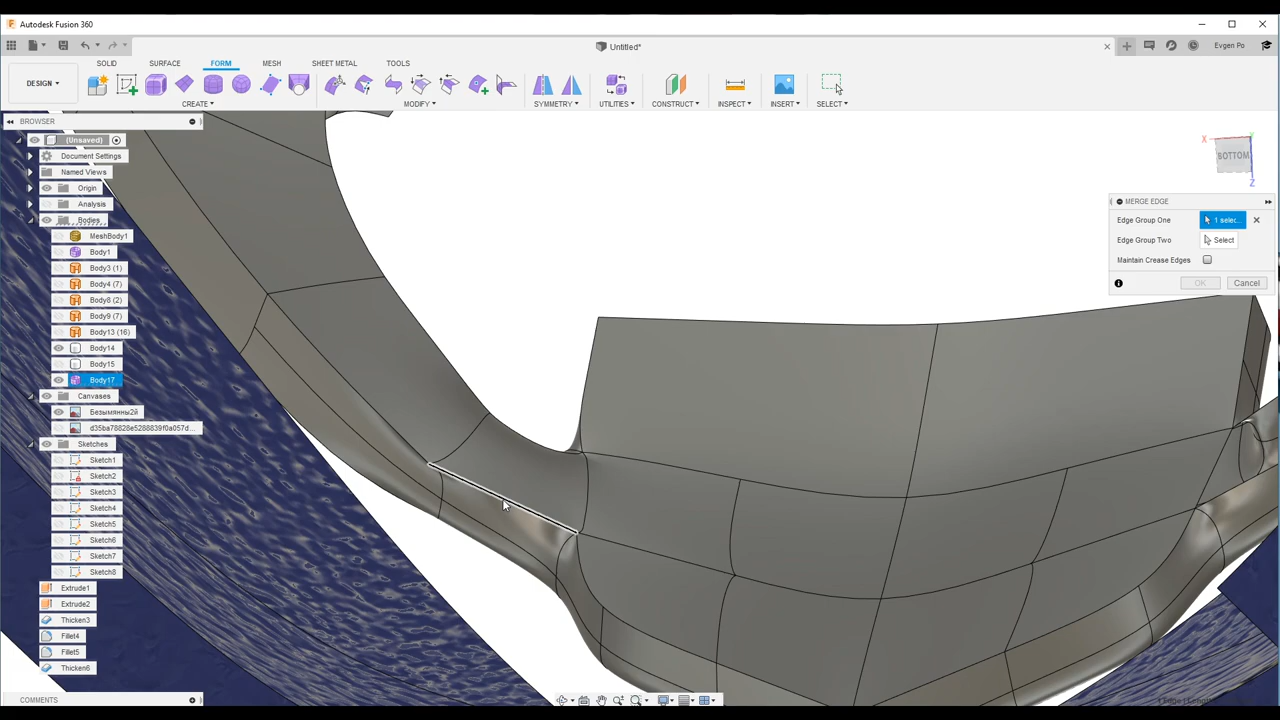 Autodesk Fusion 360
Untitled*
Evgen Po
DESIGN
SOLID SURFACE FORM MESH SHEET METAL TOOLS
CREATE MODIFY SYMMETRY UTILITIES CONSTRUCT INSPECT INSERT SELECT
BROWSER
(Unsaved)
Document Settings
Named Views
Origin
Analysis
Bodies
MeshBody1
Body1
Body3 (1)
Body4 (7)
Body8 (2)
Body9 (7)
Body13 (16)
Body14
Body15
Body17
Canvases
Безымянны2й
d35ba78828e5288839f0a057d...
Sketches
Sketch1
Sketch2
Sketch3
Sketch4
Sketch5
Sketch6
Sketch7
Sketch8
Extrude1
Extrude2
Thicken3
Fillet4
Fillet5
Thicken6
COMMENTS
X
BOTTOM
Z
MERGE EDGE
Edge Group One 1 selec...
Edge Group Two Select
Maintain Crease Edges
OK Cancel